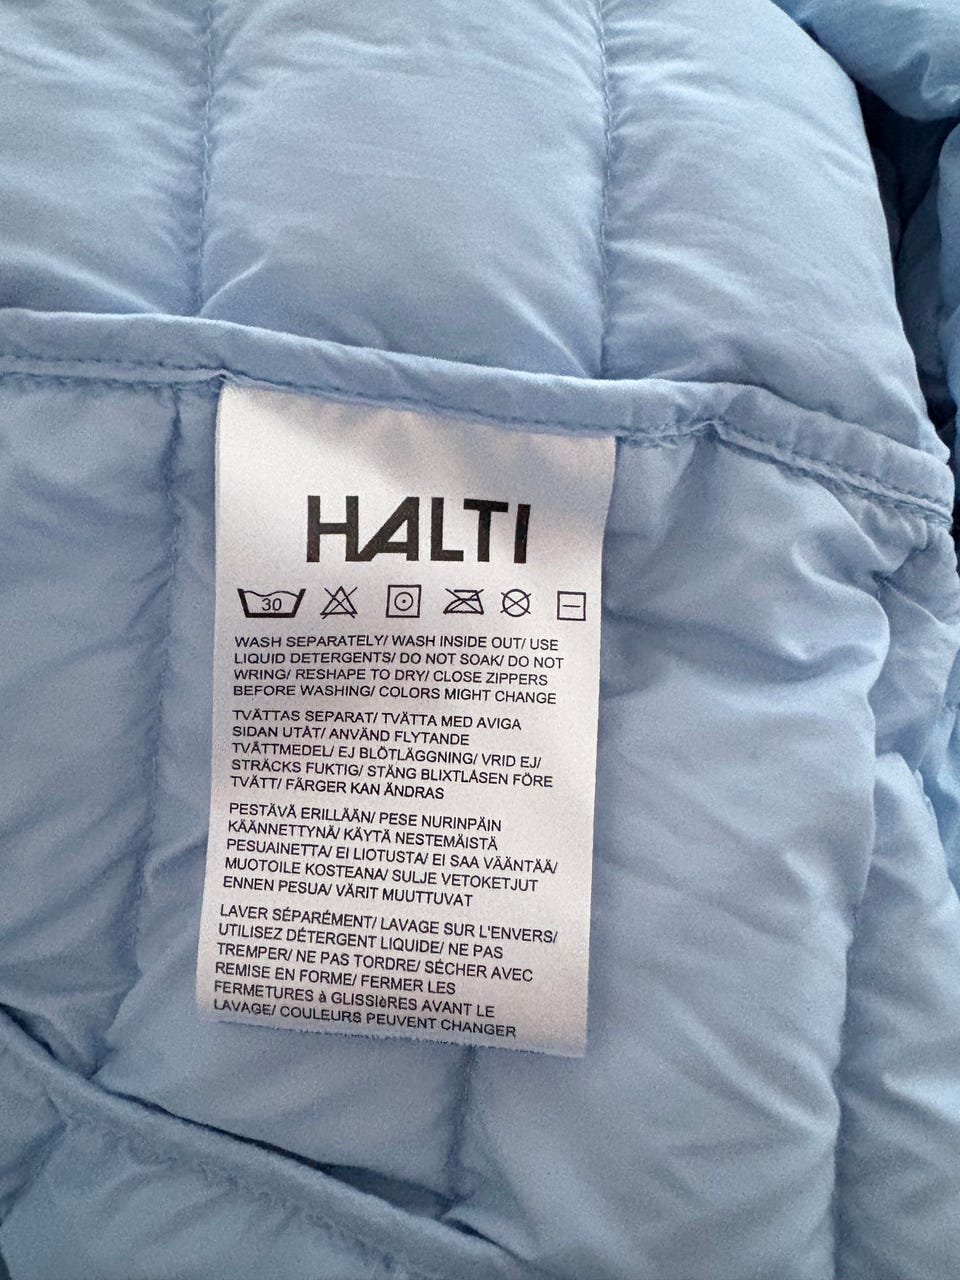 HALTI
30
WASH SEPARATELY/ WASH INSIDE OUT/ USE
LIQUID DETERGENTS/ DO NOT SOAK/ DO NOT
WRING/ RESHAPE TO DRY/ CLOSE ZIPPERS
BEFORE WASHING/ COLORS MIGHT CHANGE
TVÄTTAS SEPARAT/ TVÄTTA MED AVIGA
SIDAN UTÅT/ ANVÄND FLYTANDE
TVÄTTMEDEL/ EJ BLÖTLÄGGNING/ VRID EJ/
STRÄCKS FUKTIG/ STÄNG BLIXTLÅSEN FÖRE
TVÄTT/ FÄRGER KAN ÄNDRAS
PESTÄVÄ ERILLÄÄN/ PESE NURINPÄIN
KÄÄNNETTYNÄ/ KÄYTÄ NESTEMÄISTÄ
PESUAINETTA/ EI LIOTUSTA/ EI SAA VÄÄNTÄÄ/
MUOTOILE KOSTEANA/ SULJE VETOKETJUT
ENNEN PESUA/ VÄRIT MUUTTUVAT
LAVER SÉPARÉMENT/ LAVAGE SUR L'ENVERS/
UTILISEZ DÉTERGENT LIQUIDE/ NE PAS
TREMPER/ NE PAS TORDRE/ SÉCHER AVEC
REMISE EN FORME/ FERMER LES
FERMETURES à GLISSIèRES AVANT LE
LAVAGE/ COULEURS PEUVENT CHANGER